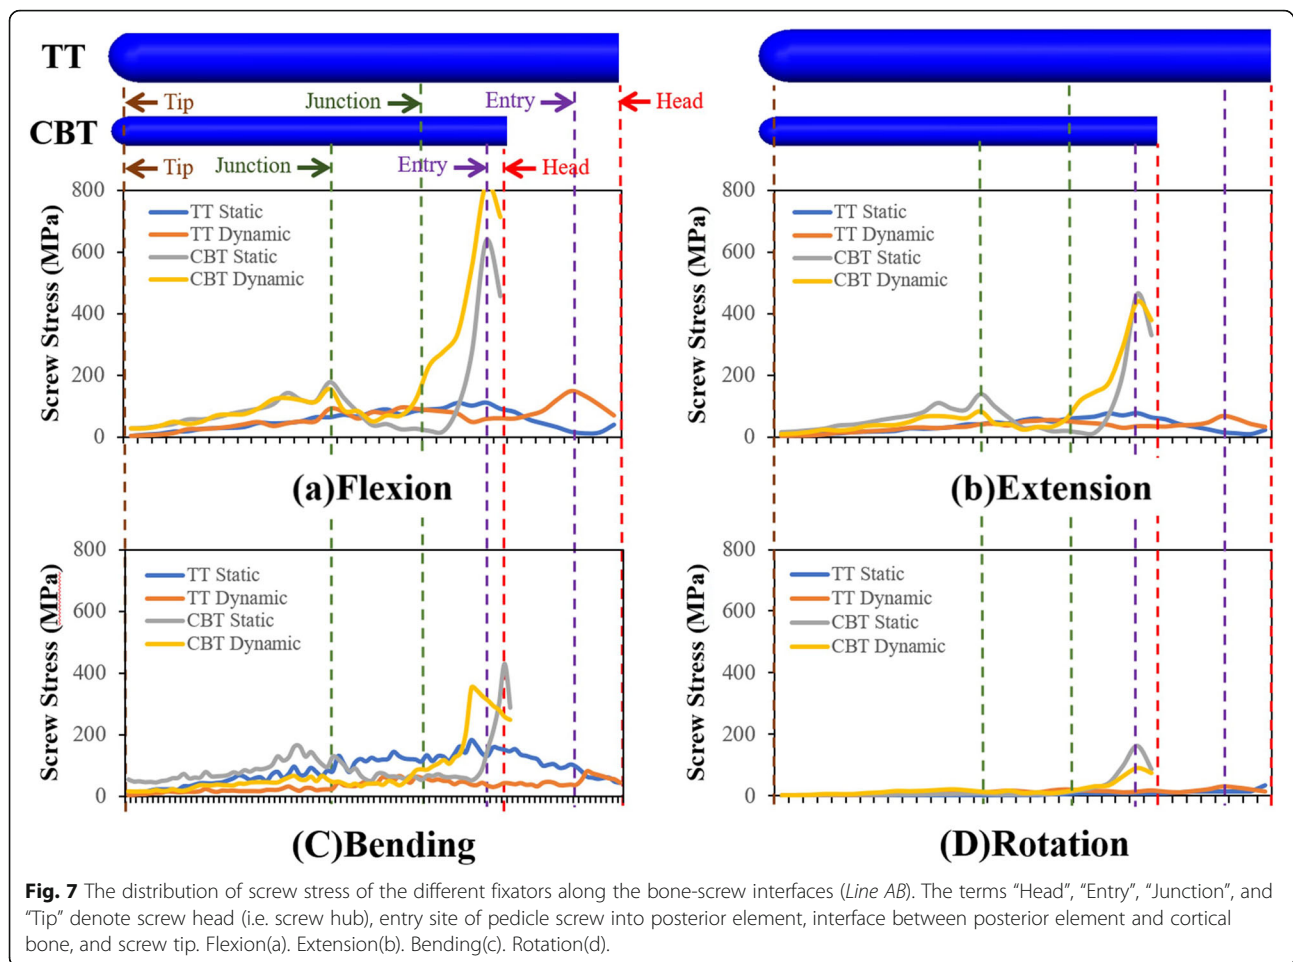 TT
Tip
Junction
Entry
Head
CBT
Tip
Junction
Entry
Head
800
600
400
200
0
Screw Stress (MPa)
TT Static
TT Dynamic
CBT Static
CBT Dynamic
(a)Flexion
800
600
400
200
0
Screw Stress (MPa)
TT Static
TT Dynamic
CBT Static
CBT Dynamic
(b)Extension
800
600
400
200
0
Screw Stress (MPa)
TT Static
TT Dynamic
CBT Static
CBT Dynamic
(C)Bending
800
600
400
200
0
Screw Stress (MPa)
TT Static
TT Dynamic
CBT Static
CBT Dynamic
(D)Rotation
Fig. 7 The distribution of screw stress of the different fixators along the bone-screw interfaces (Line AB). The terms “Head”, “Entry”, “Junction”, and
“Tip” denote screw head (i.e. screw hub), entry site of pedicle screw into posterior element, interface between posterior element and cortical
bone, and screw tip. Flexion(a). Extension(b). Bending(c). Rotation(d).